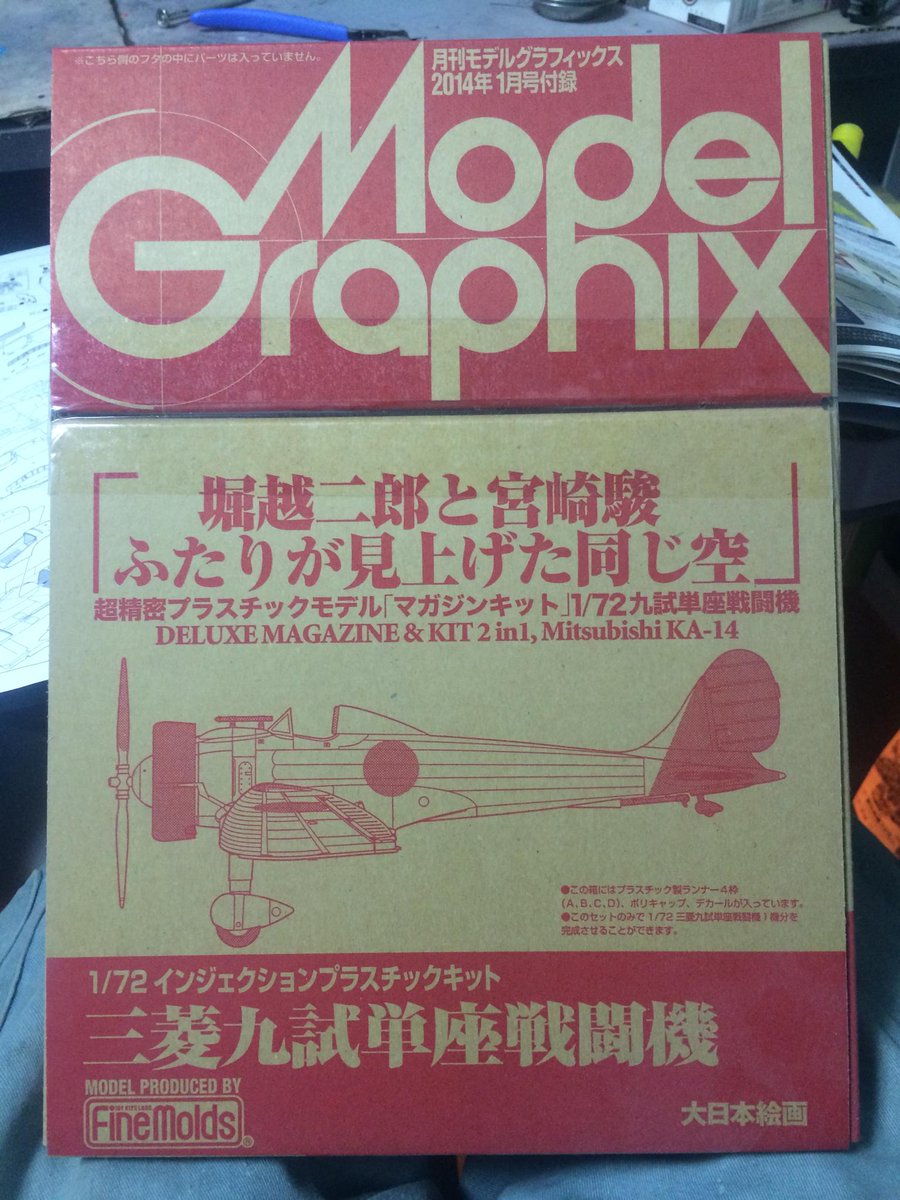 ※こちら側のフタの中にパーツは入っていません。
月刊モデルグラフィックス
2014年 1月号付録
Model
Graphix
「堀越二郎と宮崎駿
ふたりが見上げた同じ空」
超精密プラスチックモデル「マガジンキット」1/72九試単座戦闘機
DELUXE MAGAZINE & KIT 2 in1, Mitsubishi KA-14
●この箱にはプラスチック製ランナー4枠
(A、B、C、D)、ポリキャップ、デカールが入っています。
●このセットのみで1/72三菱九試単座戦闘機1機分を
完成させることができます。
1/72 インジェクションプラスチックキット
三菱九試単座戦闘機
MODEL PRODUCED BY
FineMolds
大日本絵画